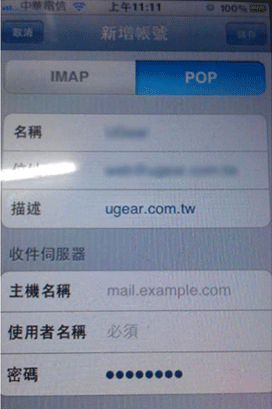 中華電信 上午11:11 100%
取消 新增帳號 儲存
IMAP POP
名稱
描述 ugear.com.tw
收件伺服器
主機名稱 mail.example.com
使用者名稱 必須
密碼 ●●●●●●●●